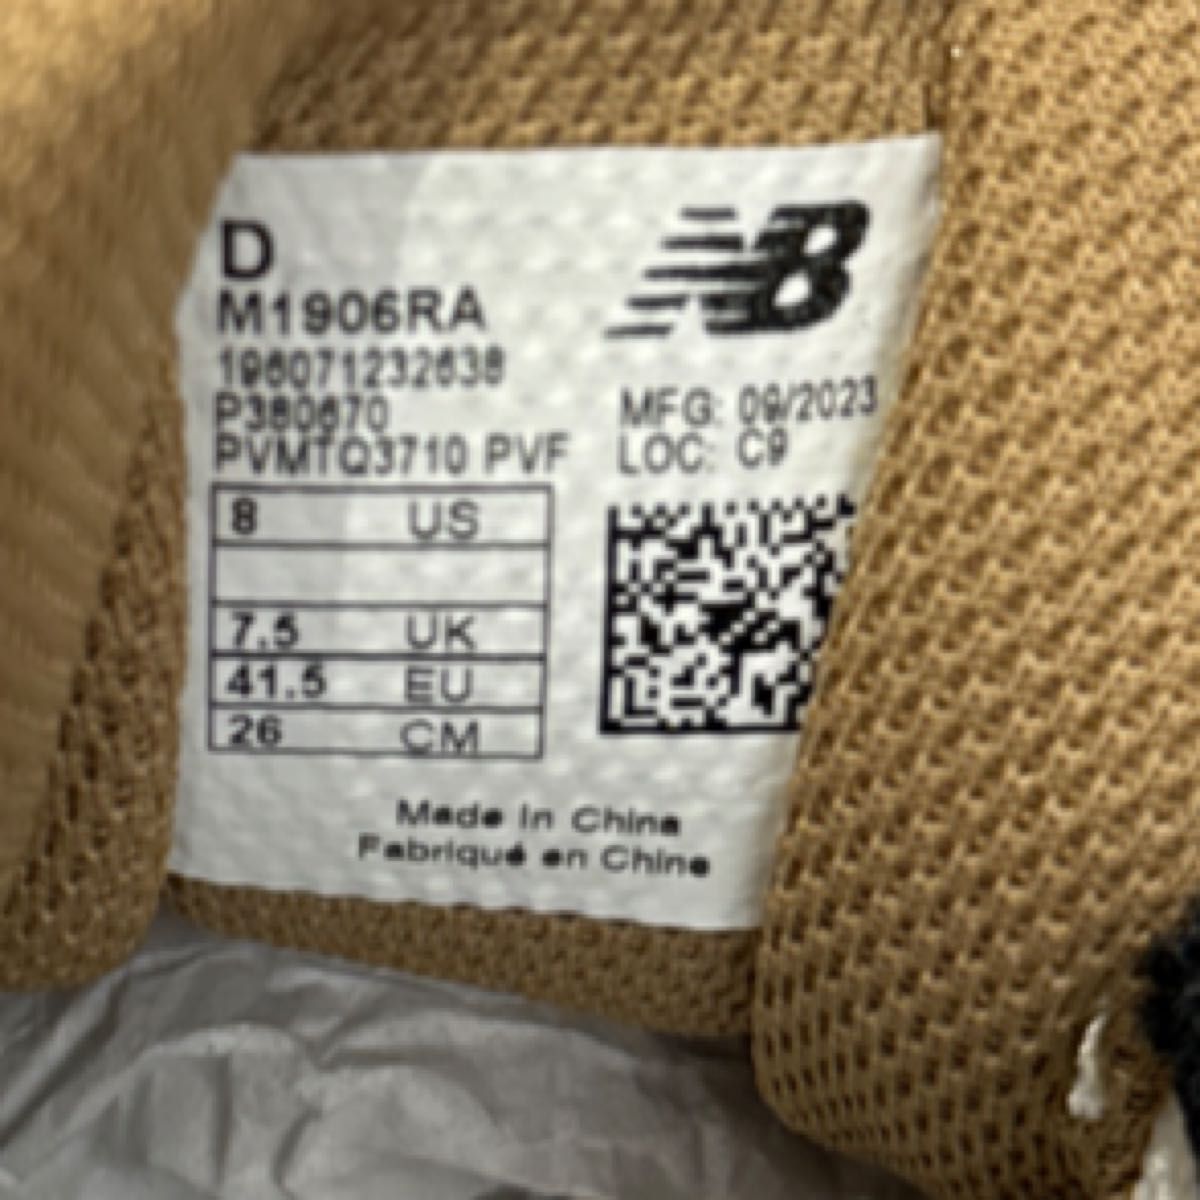 D
NB
M1906RA
196071232638
P380670
PVMTQ3710 PVF
MFG: 09/2023
LOC: C9
8 US
7.5 UK
41.5 EU
26 CM
Made in China
Fabriqué en Chine